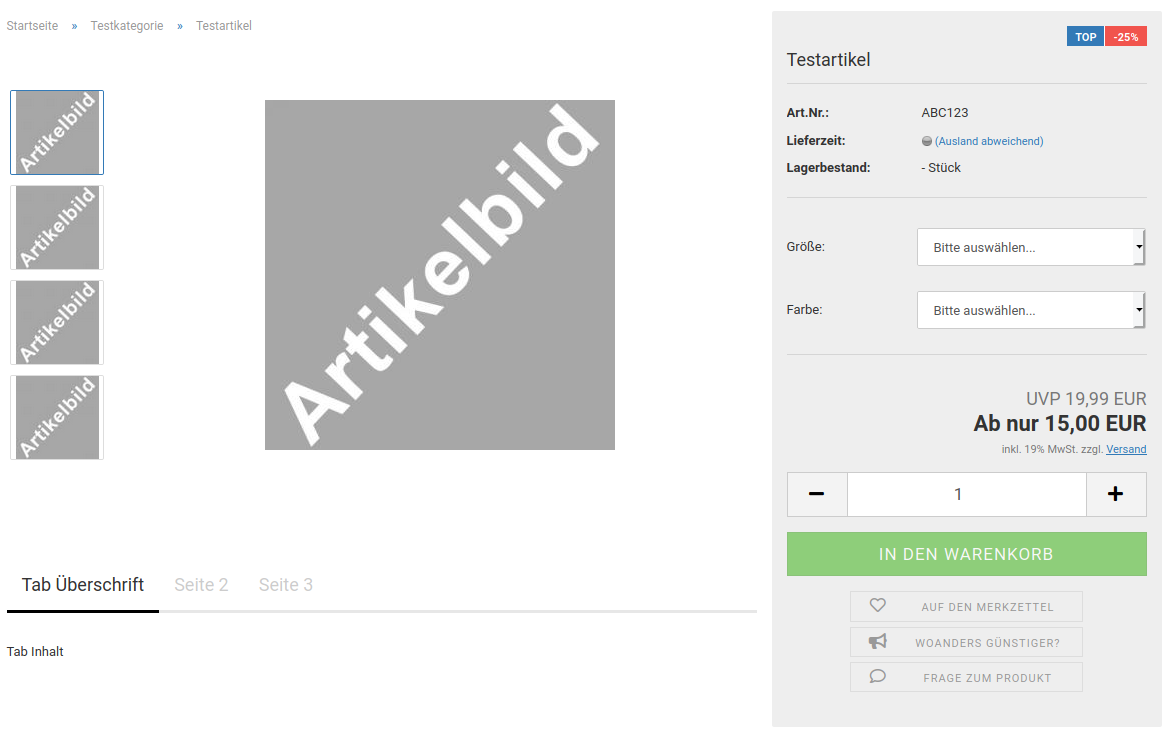 Startseite » Testkategorie » Testartikel
Artikelbild
Artikelbild
Artikelbild
Artikelbild
Artikelbild
Tab Überschrift Seite 2 Seite 3
Tab Inhalt
TOP -25%
Testartikel
Art.Nr.: ABC123
Lieferzeit: (Ausland abweichend)
Lagerbestand: - Stück
Größe: Bitte auswählen...
Farbe: Bitte auswählen...
UVP 19,99 EUR
Ab nur 15,00 EUR
inkl. 19% MwSt. zzgl. Versand
1
IN DEN WARENKORB
AUF DEN MERKZETTEL
WOANDERS GÜNSTIGER?
FRAGE ZUM PRODUKT